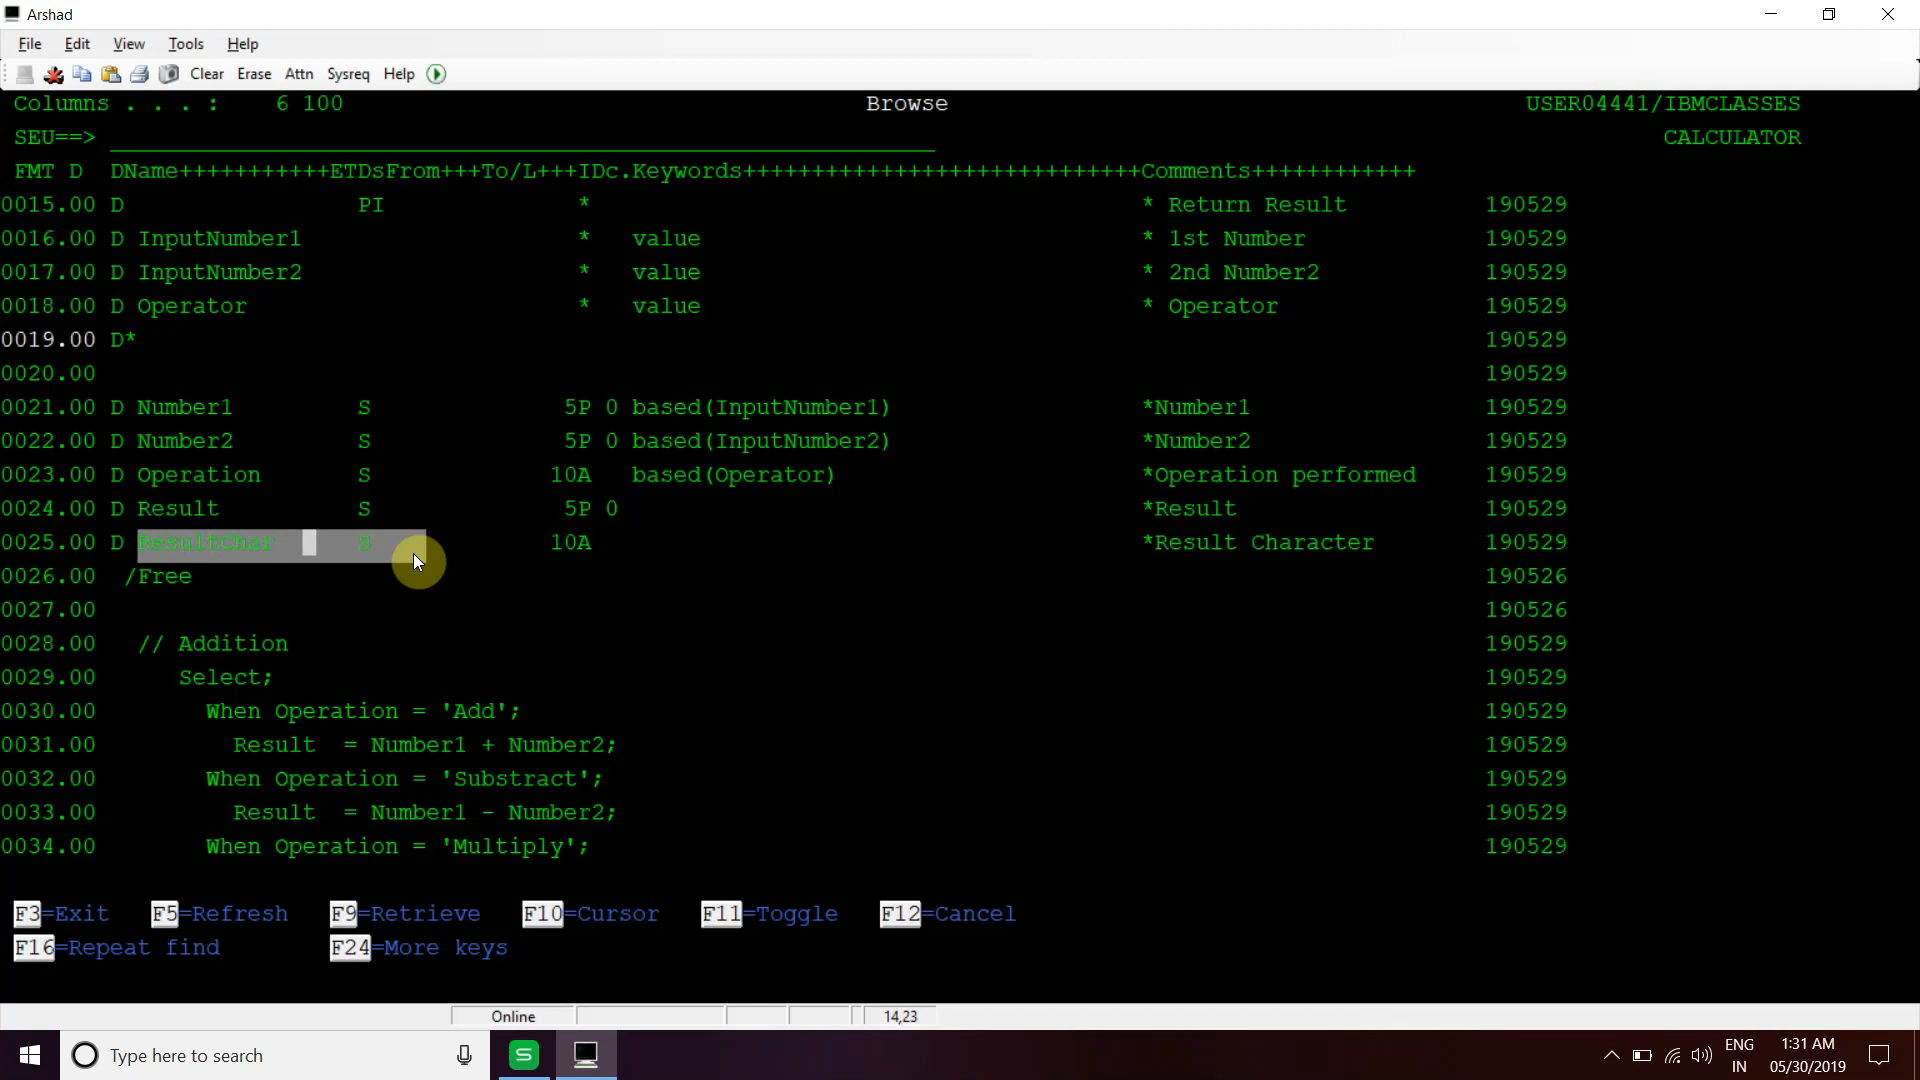 Arshad
File Edit View Tools Help
Clear Erase Attn Sysreq Help
Columns . . . : 6 100 Browse USER04441/IBMCLASSES
SEU==> CALCULATOR
FMT D DName+++++++++++ETDsFrom+++To/L+++IDc.Keywords+++++++++++++++++++++++++++++Comments++++++++++++
0015.00 D PI * * Return Result 190529
0016.00 D InputNumber1 * value * 1st Number 190529
0017.00 D InputNumber2 * value * 2nd Number2 190529
0018.00 D Operator * value * Operator 190529
0019.00 D* 190529
0020.00 190529
0021.00 D Number1 S 5P 0 based(InputNumber1) *Number1 190529
0022.00 D Number2 S 5P 0 based(InputNumber2) *Number2 190529
0023.00 D Operation S 10A based(Operator) *Operation performed 190529
0024.00 D Result S 5P 0 *Result 190529
0025.00 D ResultChar S 10A *Result Character 190529
0026.00 /Free 190526
0027.00 190526
0028.00 // Addition 190529
0029.00 Select; 190529
0030.00 When Operation = 'Add'; 190529
0031.00 Result = Number1 + Number2; 190529
0032.00 When Operation = 'Substract'; 190529
0033.00 Result = Number1 - Number2; 190529
0034.00 When Operation = 'Multiply'; 190529
F3=Exit F5=Refresh F9=Retrieve F10=Cursor F11=Toggle F12=Cancel
F16=Repeat find F24=More keys
Online 14,23
Type here to search S ENG 1:31 AM
IN 05/30/2019